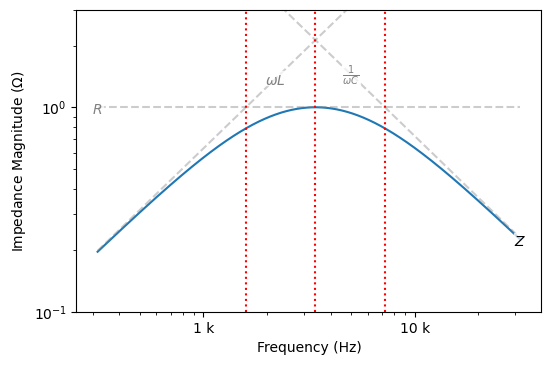 Impedance Magnitude (Ω)
10⁰
10⁻¹
R
ωL
1/ωC
Z
1 k
10 k
Frequency (Hz)